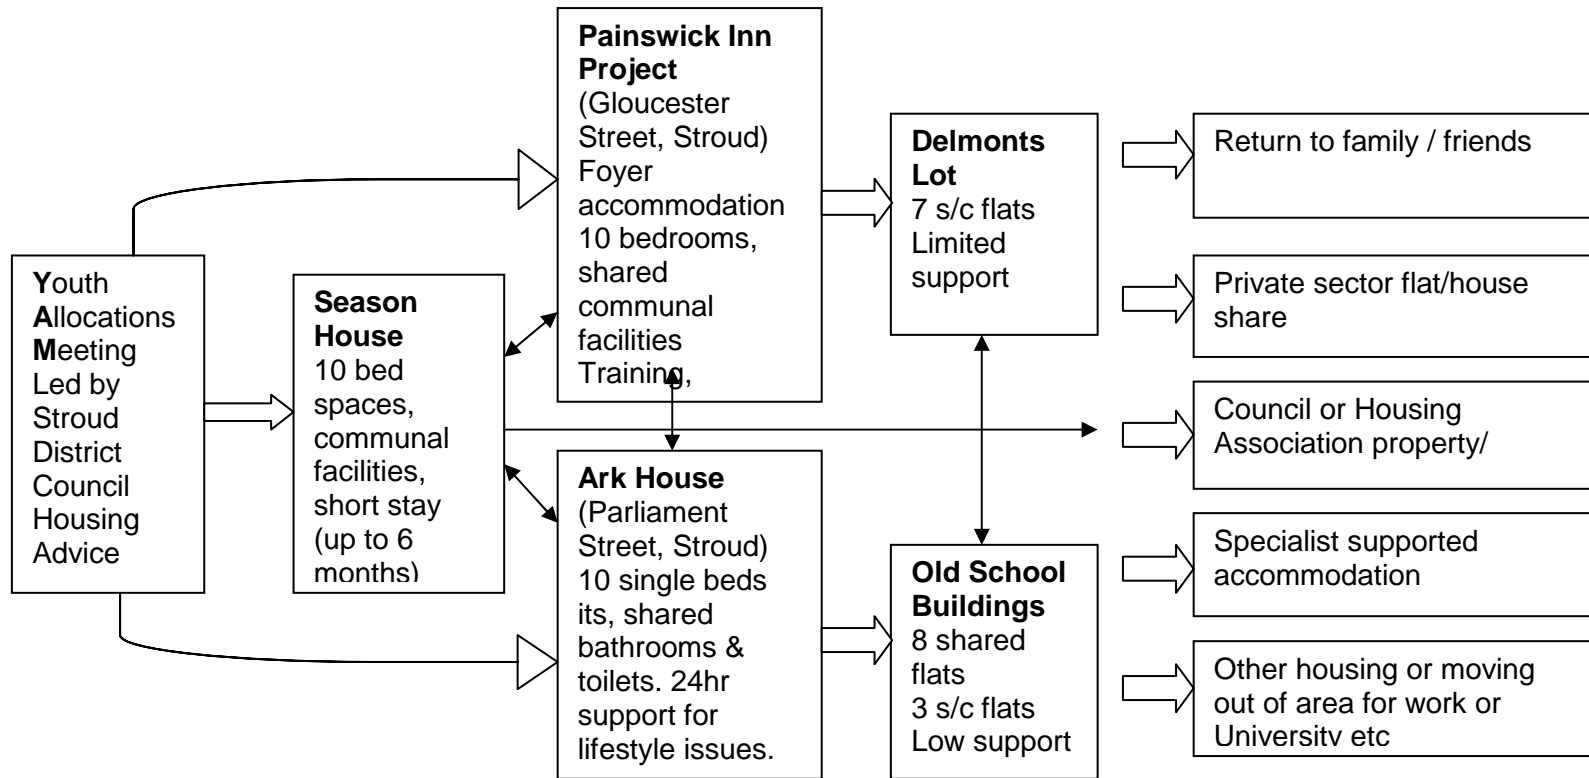 Youth
Allocations
Meeting
Led by
Stroud
District
Council
Housing
Advice
Season
House
10 bed
spaces,
communal
facilities,
short stay
(up to 6
months)
Painswick Inn
Project
(Gloucester
Street, Stroud)
Foyer
accommodation
10 bedrooms,
shared
communal
facilities
Training,
Ark House
(Parliament
Street, Stroud)
10 single beds
its, shared
bathrooms &
toilets. 24hr
support for
lifestyle issues.
Delmonts
Lot
7 s/c flats
Limited
support
Old School
Buildings
8 shared
flats
3 s/c flats
Low support
Return to family / friends
Private sector flat/house
share
Council or Housing
Association property/
Specialist supported
accommodation
Other housing or moving
out of area for work or
University etc